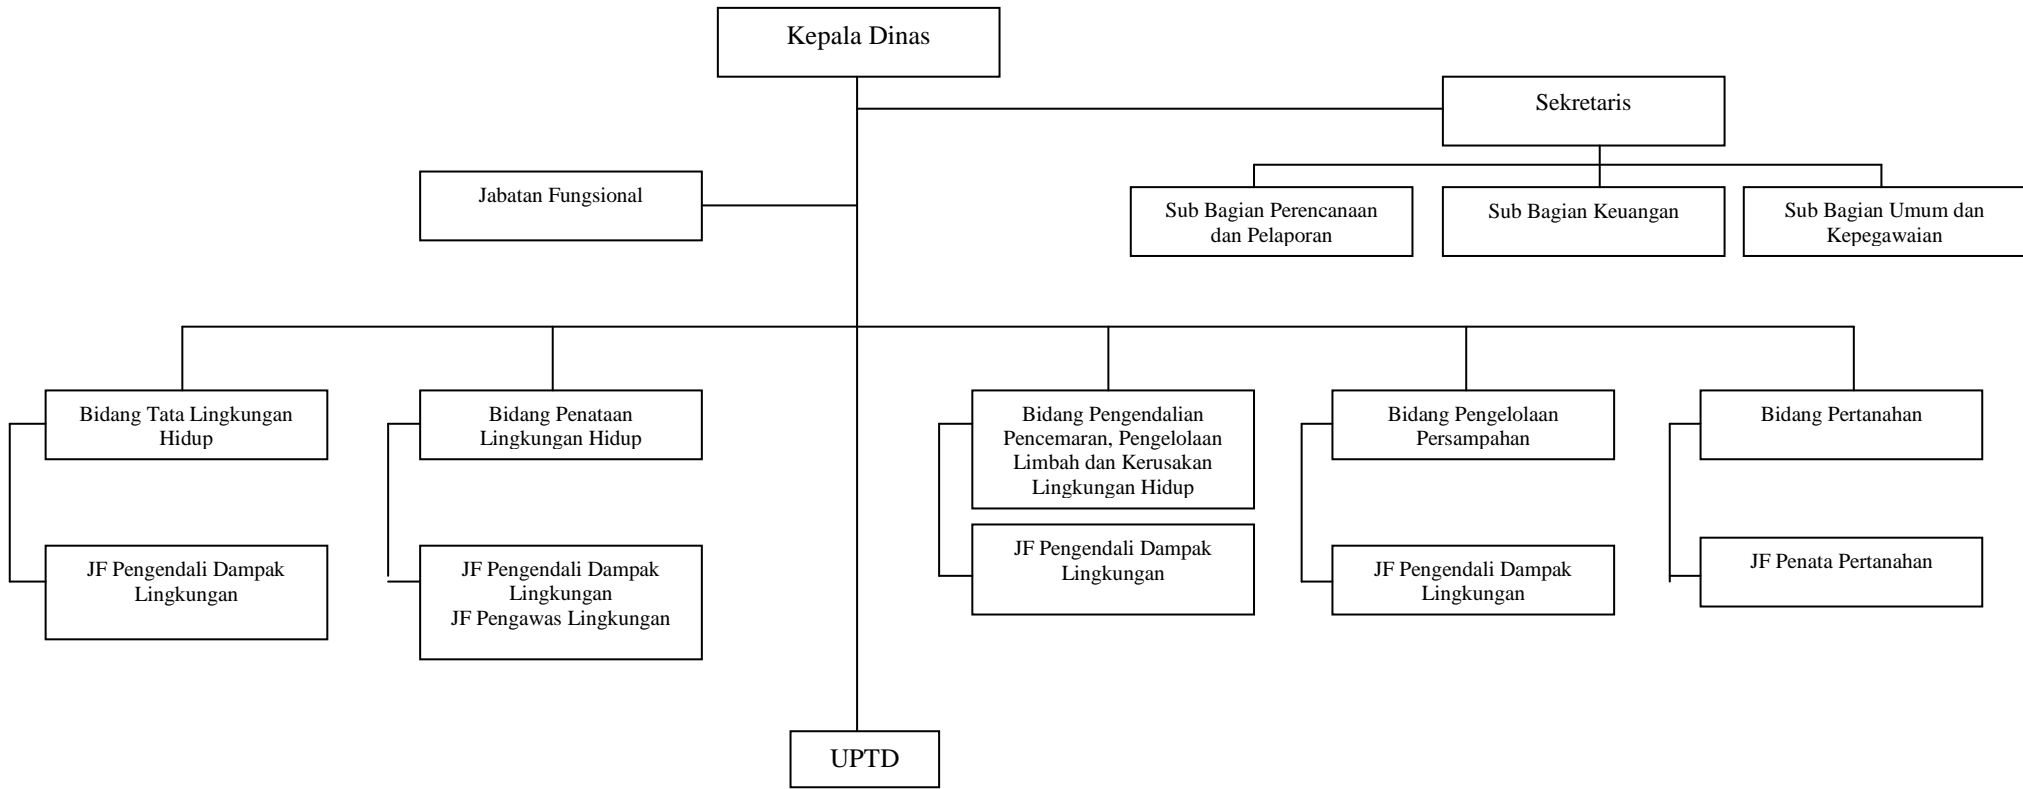 Kepala Dinas
Sekretaris
Jabatan Fungsional
Sub Bagian Perencanaan
dan Pelaporan
Sub Bagian Keuangan
Sub Bagian Umum dan
Kepegawaian
Bidang Tata Lingkungan
Hidup
Bidang Penataan
Lingkungan Hidup
Bidang Pengendalian
Pencemaran, Pengelolaan
Limbah dan Kerusakan
Lingkungan Hidup
Bidang Pengelolaan
Persampahan
Bidang Pertanahan
JF Pengendali Dampak
Lingkungan
JF Pengendali Dampak
Lingkungan
JF Pengawas Lingkungan
JF Pengendali Dampak
Lingkungan
JF Pengendali Dampak
Lingkungan
JF Penata Pertanahan
UPTD